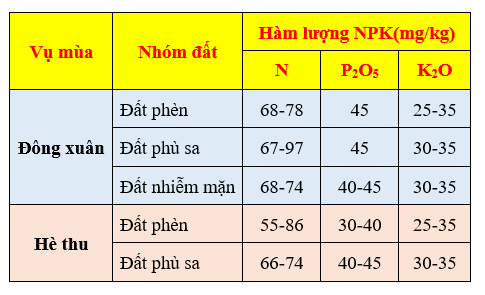 Vụ mùa Nhóm đất Hàm lượng NPK(mg/kg)
N P₂O₅ K₂O
Đông xuân
Đất phèn 68-78 45 25-35
Đất phù sa 67-97 45 30-35
Đất nhiễm mặn 68-74 40-45 30-35
Hè thu
Đất phèn 55-86 30-40 25-35
Đất phù sa 66-74 40-45 30-35